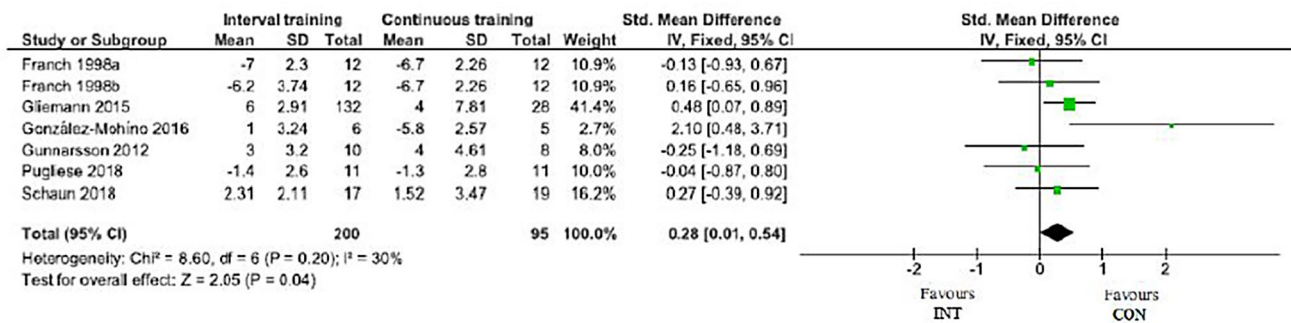 Interval training Continuous training Std. Mean Difference Std. Mean Difference
Study or Subgroup Mean SD Total Mean SD Total Weight IV, Fixed, 95% CI IV, Fixed, 95% CI
Franch 1998a -7 2.3 12 -6.7 2.26 12 10.9% -0.13 [-0.93, 0.67]
Franch 1998b -6.2 3.74 12 -6.7 2.26 12 10.9% 0.16 [-0.65, 0.96]
Gliemann 2015 6 2.91 132 4 7.81 28 41.4% 0.48 [0.07, 0.89]
González-Mohíno 2016 1 3.24 6 -5.8 2.57 5 2.7% 2.10 [0.48, 3.71]
Gunnarsson 2012 3 3.2 10 4 4.61 8 8.0% -0.25 [-1.18, 0.69]
Pugliese 2018 -1.4 2.6 11 -1.3 2.8 11 10.0% -0.04 [-0.87, 0.80]
Schaun 2018 2.31 2.11 17 1.52 3.47 19 16.2% 0.27 [-0.39, 0.92]
Total (95% CI) 200 95 100.0% 0.28 [0.01, 0.54]
Heterogeneity: Chi² = 8.60, df = 6 (P = 0.20); I² = 30%
Test for overall effect: Z = 2.05 (P = 0.04)
-2 -1 0 1 2
Favours Favours
INT CON